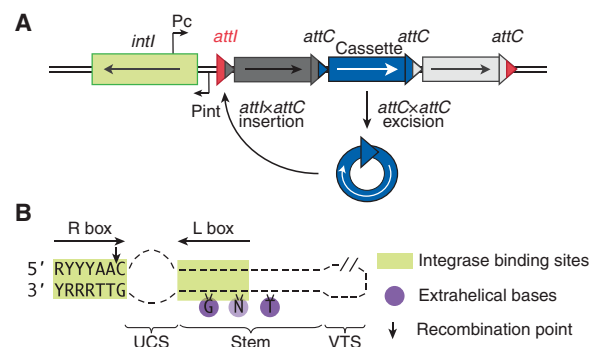 A
Pc
intI
attI
attC
Cassette
attC
attC
Pint
attI×attC
insertion
attC×attC
excision
B
R box
L box
5′ RYYYAAC
3′ YRRRTTG
G N T
UCS
Stem
VTS
Integrase binding sites
Extrahelical bases
Recombination point